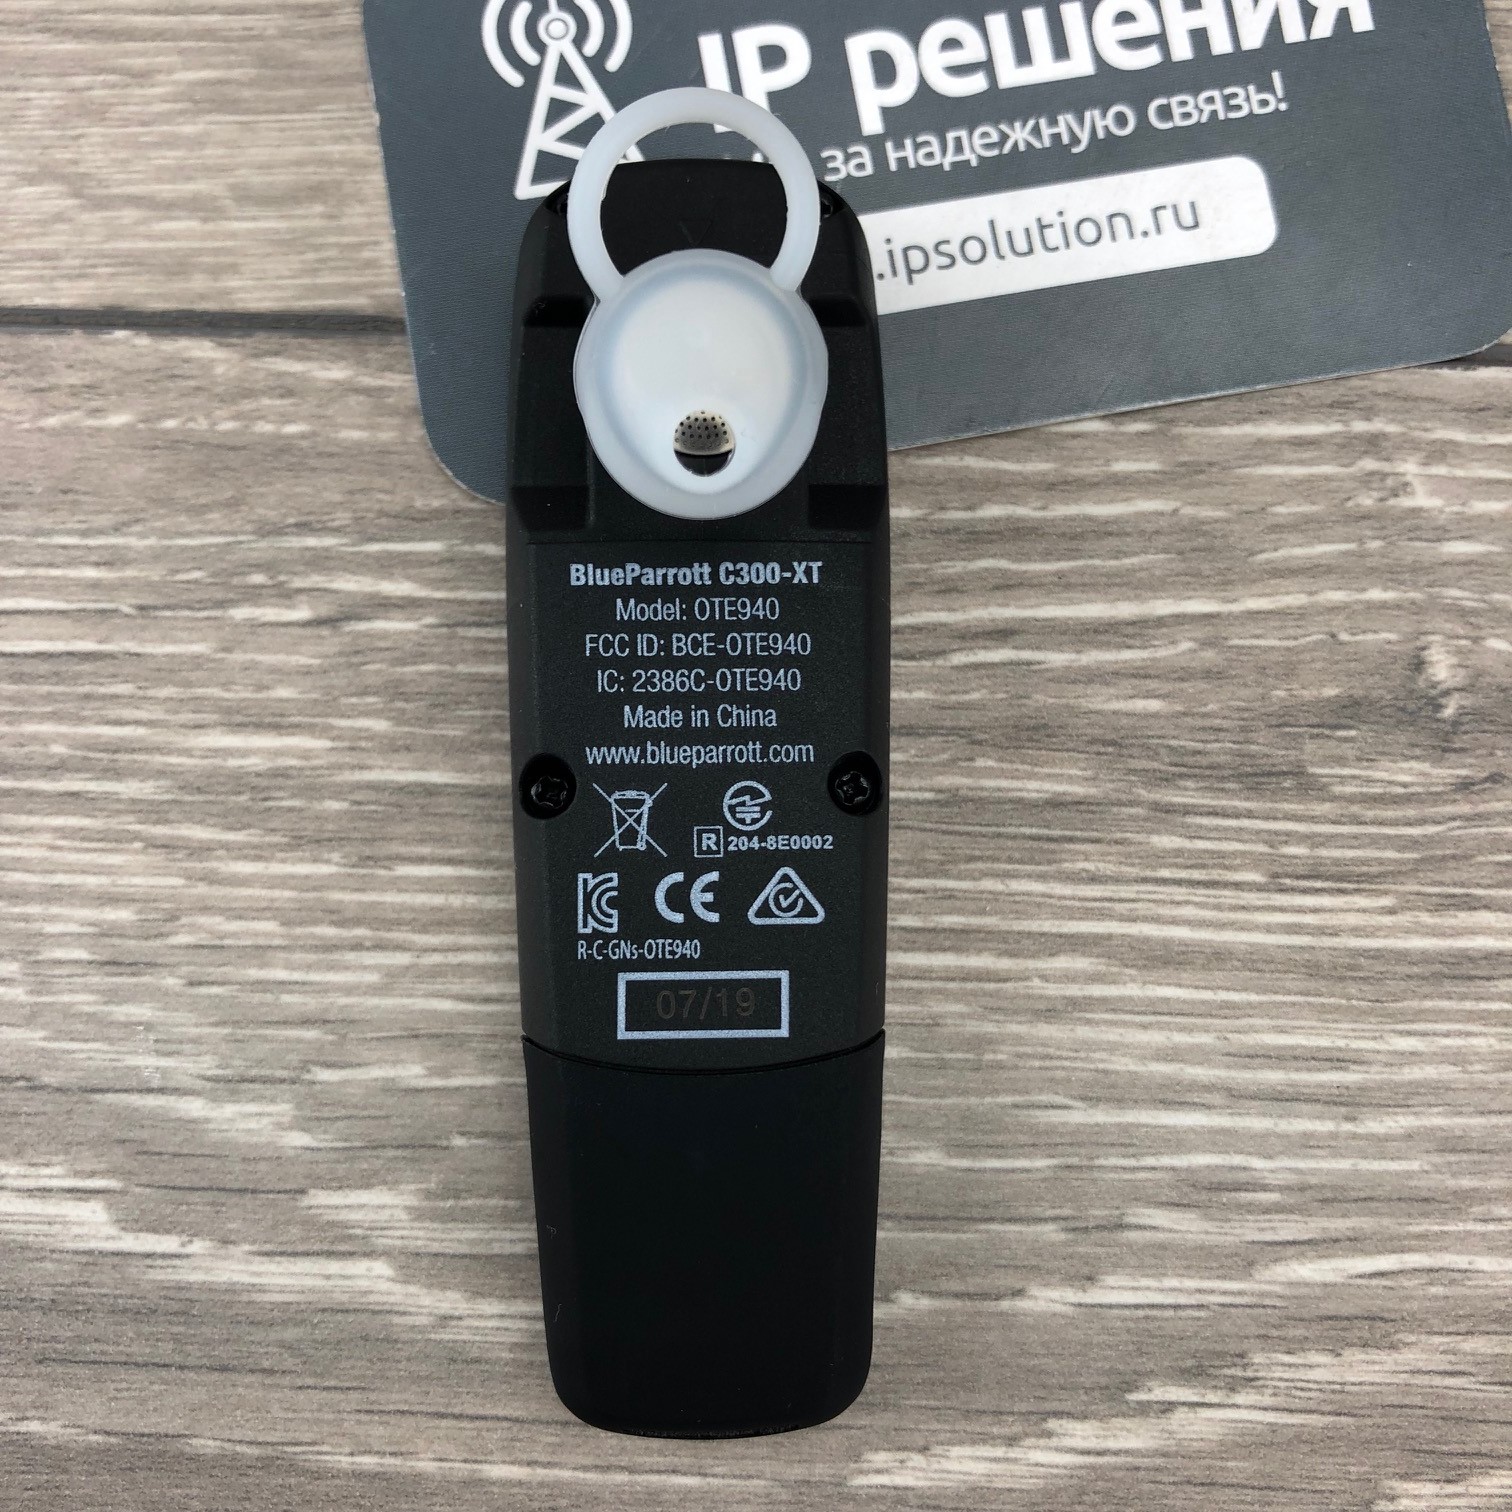 IP решения
за надежную связь!
.ipsolution.ru
BlueParrott C300-XT
Model: OTE940
FCC ID: BCE-OTE940
IC: 2386C-OTE940
Made in China
www.blueparrott.com
R 204-8E0002
CE
R-C-GNs-OTE940
07/19